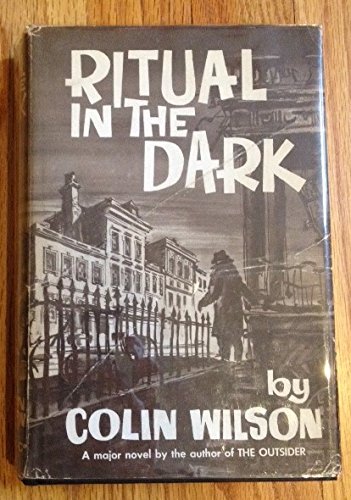 RITUAL
IN THE
DARK
by
COLIN WILSON
A major novel by the author of THE OUTSIDER